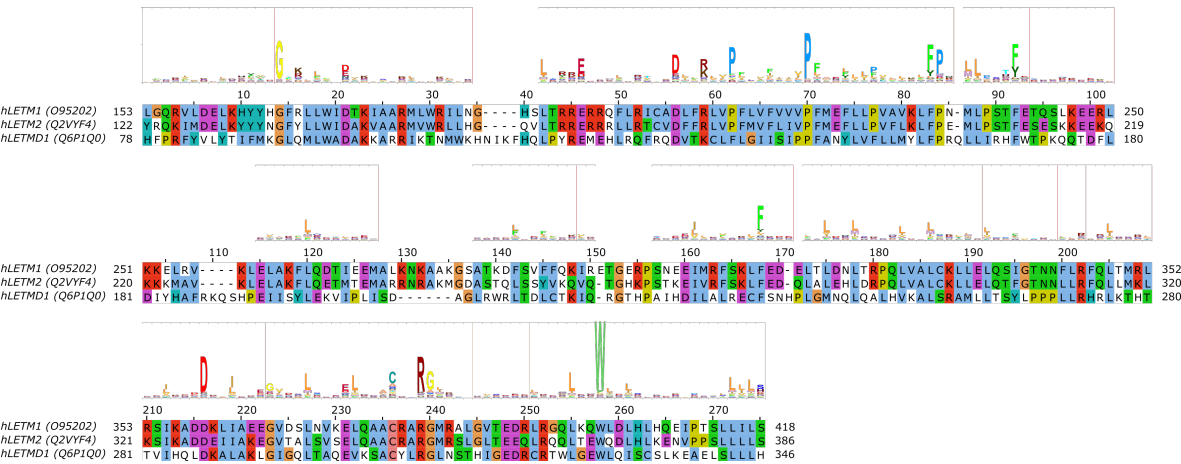 10 20 30 40 50 60 70 80 90 100
hLETM1 (O95202) 153 LGQRVLDELKHYYHGFRLLWIDTKIAARMLWRILNG----HSLTRRERRQFLRICADLFRLVPFLVFVVVPFMEFLLPVAVKLFPN-MLPSTFETQSLKEERL 250
hLETM2 (Q2VYF4) 122 YRQKIMDELKYYYNGFYLLWIDAKVAARMVWRLLHG----QVLTRRERRRLLRTCVDFFRLVPFMVFLIVPFMEFLLPVFLKLFPE-MLPSTFESESKKEEKQ 219
hLETMD1 (Q6P1Q0) 78 HFPRFYVLYTIFMKGLQMLWADAKKARRIKTNMWKHNIKFHQLPYREMEHLRQFRQDVTKCLFLGIISIPPFANYLVFLLMYLFPRQLLIRHFWTPKQQTDFL 180
110 120 130 140 150 160 170 180 190 200
hLETM1 (O95202) 251 KKELRV----KLELAKFLQDTIEEMALKNKAAKGSATKDFSVFFQKIRETGERPSNEEIMRFSKLFED-ELTLDNLTRPQLVALCKLLELQSIGTNNFLRFQLTMRL 352
hLETM2 (Q2VYF4) 220 KKMAV-----KLELAKFLQETMTEMARRNRAKMGDASTQLSSYVKQVQ-TGHKPSTKEIVRFSKLFED-ELALEHLDRPQLVALCKLLELQTFGTNNLLRFQLLMKL 320
hLETMD1 (Q6P1Q0) 181 DIYHAFRKQSHPEIISYLEKVIPLISD------AGLRWRLTDLCTKIQ-RGTHPAIHDILALRECFSNHPLGMNQLQALHVKALSRAMLLTSYLPPPLLRHRLKTHT 280
210 220 230 240 250 260 270
hLETM1 (O95202) 353 RSIKADDKLIAEEGVDSLNVKELQAACRARGMRALGVTEDRLRGQLKQWLDLHLHQEIPTSLLILS 418
hLETM2 (Q2VYF4) 321 KSIKADDEIIAKEGVTALSVSELQAACRARGMRSLGLTEEQLRQQLTEWQDLHLKENVPPSLLLLS 386
hLETMD1 (Q6P1Q0) 281 TVIHQLDKALAKLGIGQLTAQEVKSACYLRGLNSTHIGEDRCRTWLGEWLQISCSLKEAELSLLLH 346